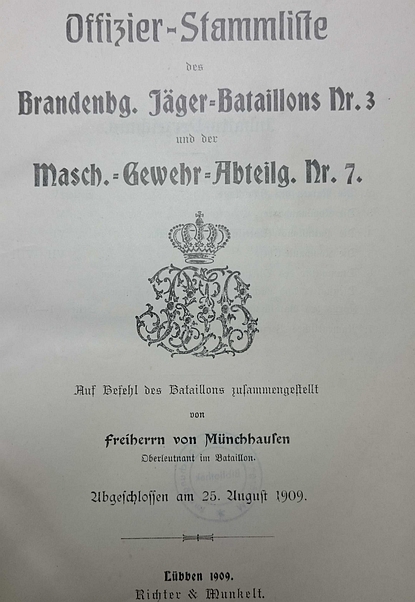 Offizier-Stammliste
des
Brandenbg. Jäger-Bataillons Nr. 3
und der
Masch.-Gewehr-Abteilg. Nr. 7.
Auf Befehl des Bataillons zusammengestellt
von
Freiherrn von Münchhausen
Oberleutnant im Bataillon.
Abgeschlossen am 25. August 1909.
Lübben 1909.
Richter & Munkelt.